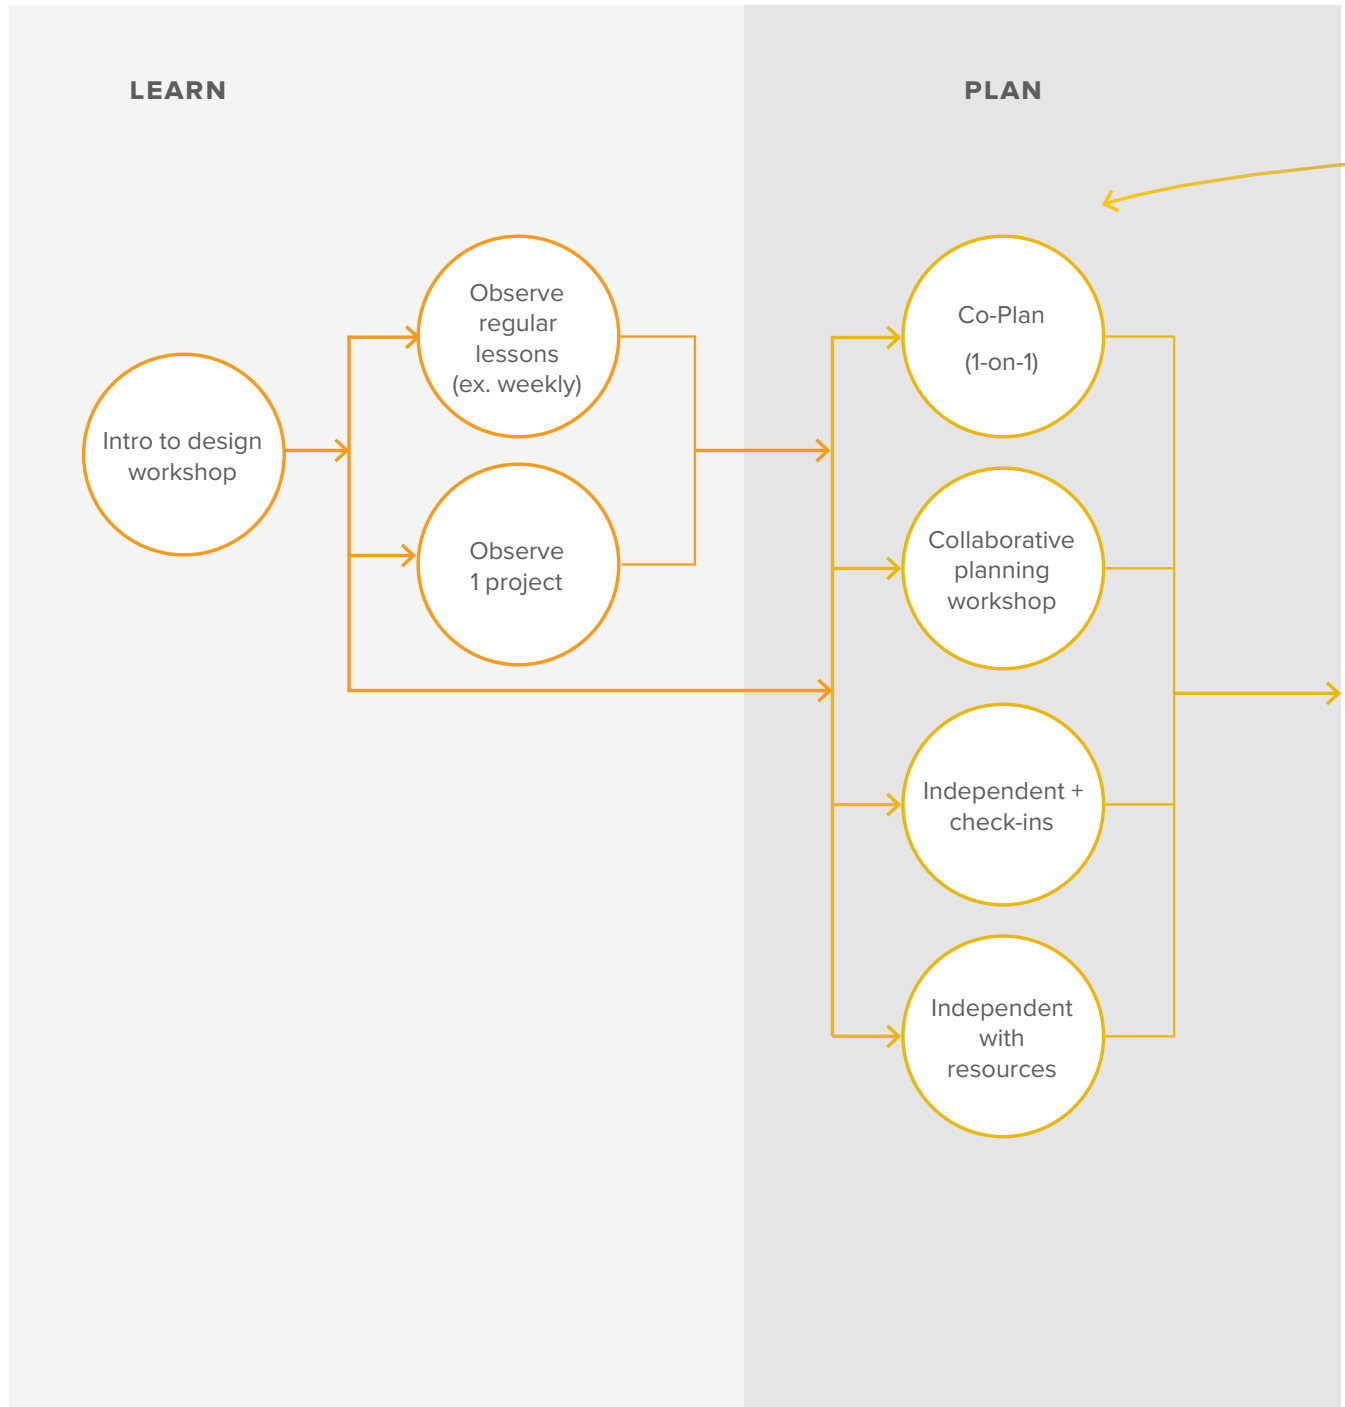 LEARN
PLAN
Intro to design
workshop
Observe
regular
lessons
(ex. weekly)
Observe
1 project
Co-Plan
(1-on-1)
Collaborative
planning
workshop
Independent +
check-ins
Independent
with
resources